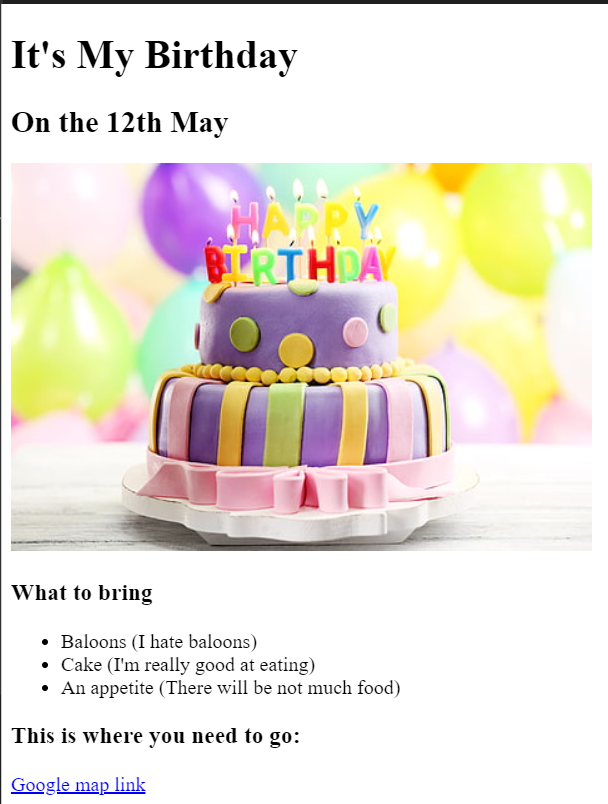 It's My Birthday
On the 12th May
HAPPY
BIRTHDAY
What to bring
Baloons (I hate baloons)
Cake (I'm really good at eating)
An appetite (There will be not much food)
This is where you need to go:
Google map link